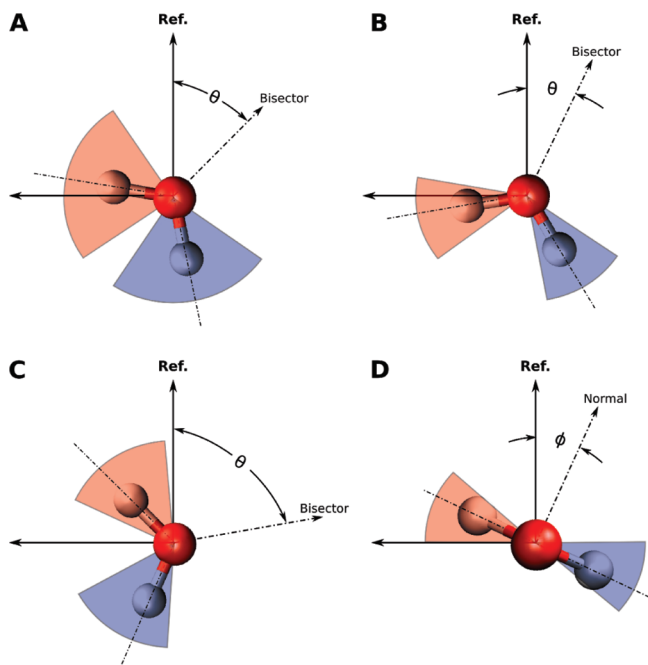 A
Ref.
θ
Bisector
B
Ref.
Bisector
θ
C
Ref.
θ
Bisector
D
Ref.
Normal
ϕ